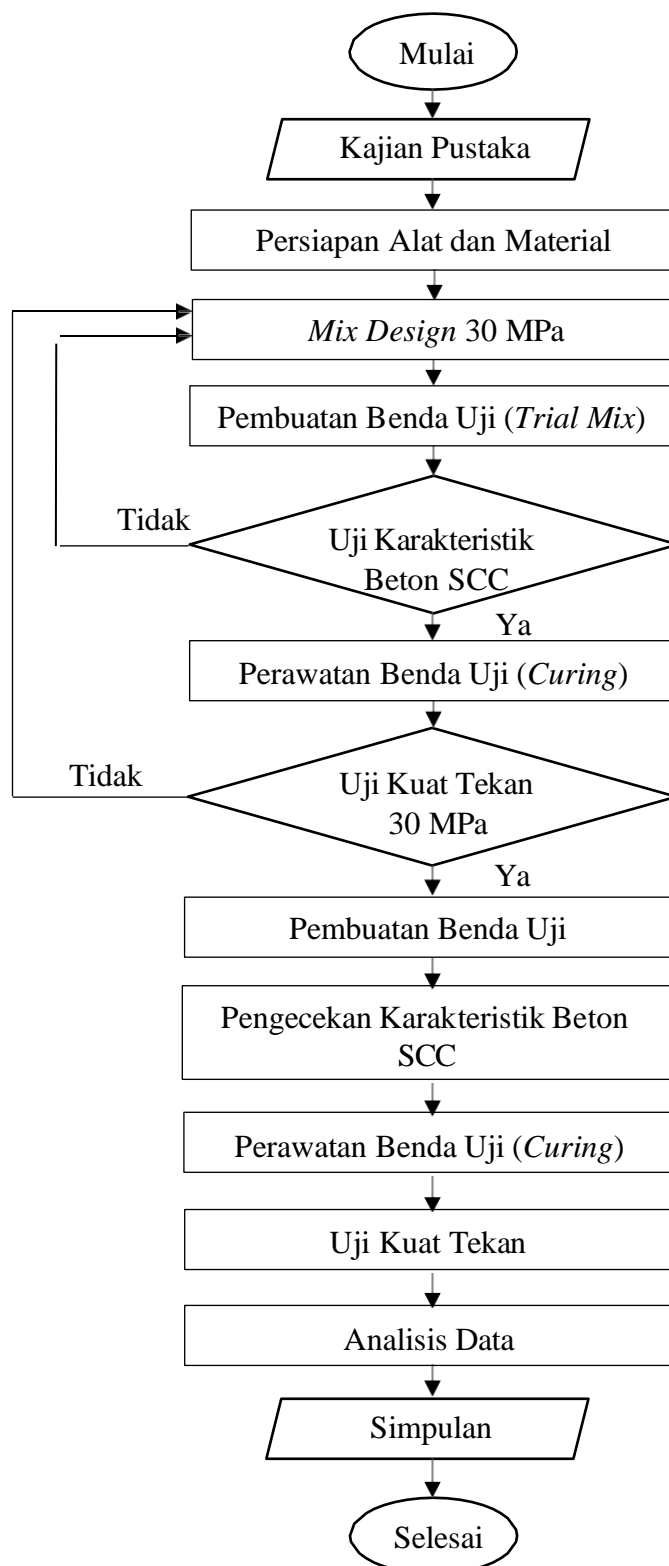 Mulai
Kajian Pustaka
Persiapan Alat dan Material
Mix Design 30 MPa
Pembuatan Benda Uji (Trial Mix)
Tidak
Uji Karakteristik
Beton SCC
Ya
Perawatan Benda Uji (Curing)
Tidak
Uji Kuat Tekan
30 MPa
Ya
Pembuatan Benda Uji
Pengecekan Karakteristik Beton
SCC
Perawatan Benda Uji (Curing)
Uji Kuat Tekan
Analisis Data
Simpulan
Selesai